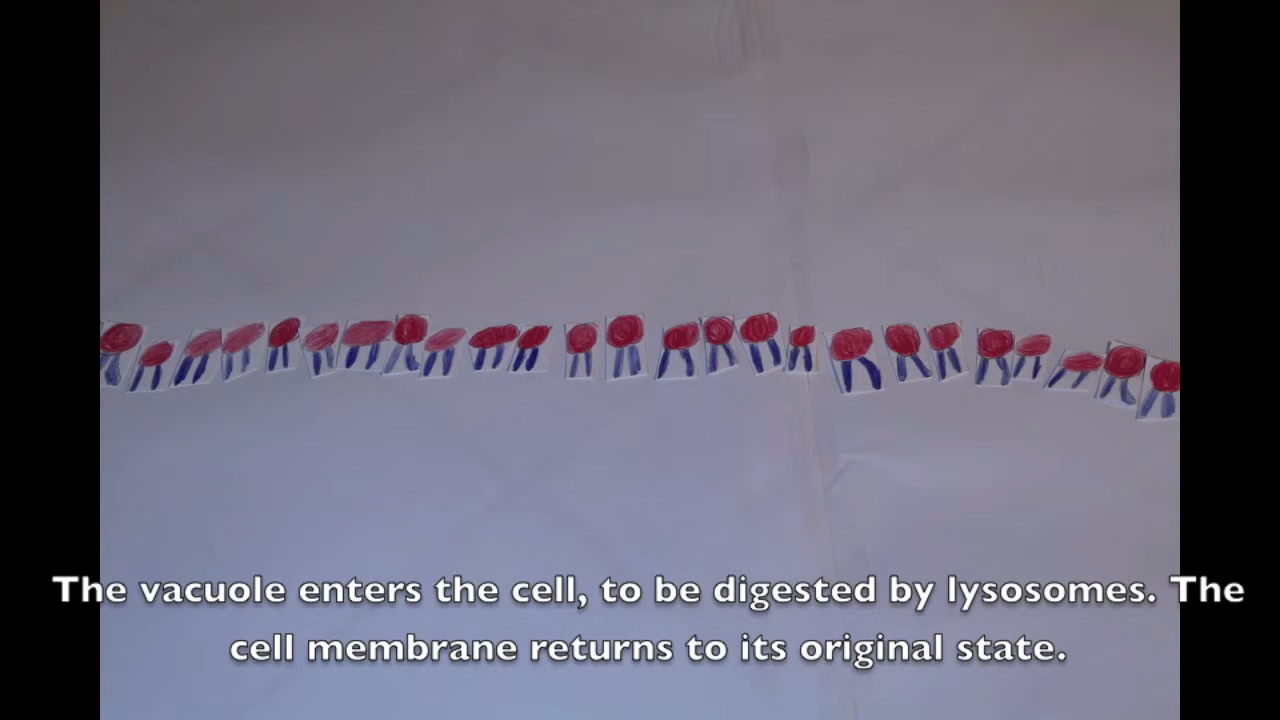 The vacuole enters the cell, to be digested by lysosomes. The
cell membrane returns to its original state.